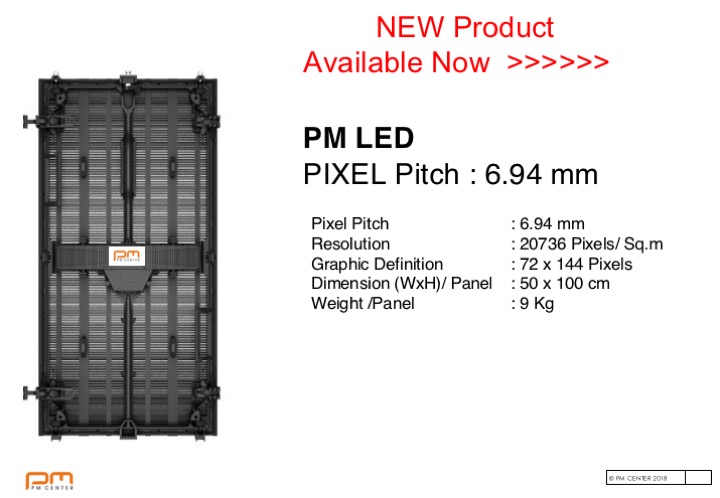 NEW Product
Available Now >>>>>>
PM LED
PIXEL Pitch : 6.94 mm
Pixel Pitch : 6.94 mm
Resolution : 20736 Pixels/ Sq.m
Graphic Definition : 72 x 144 Pixels
Dimension (WxH)/ Panel : 50 x 100 cm
Weight /Panel : 9 Kg
pm
PM CENTER
pm
PM CENTER
© PM CENTER 2018